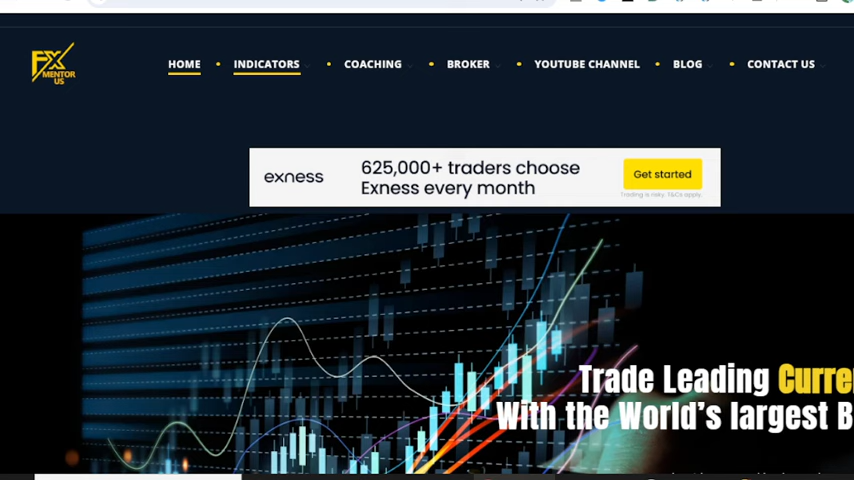 FX
MENTOR
US
HOME
INDICATORS
COACHING
BROKER
YOUTUBE CHANNEL
BLOG
CONTACT US
exness
625,000+ traders choose
Exness every month
Get started
Trading is risky. T&Cs apply.
Trade Leading Curre
With the World's largest B